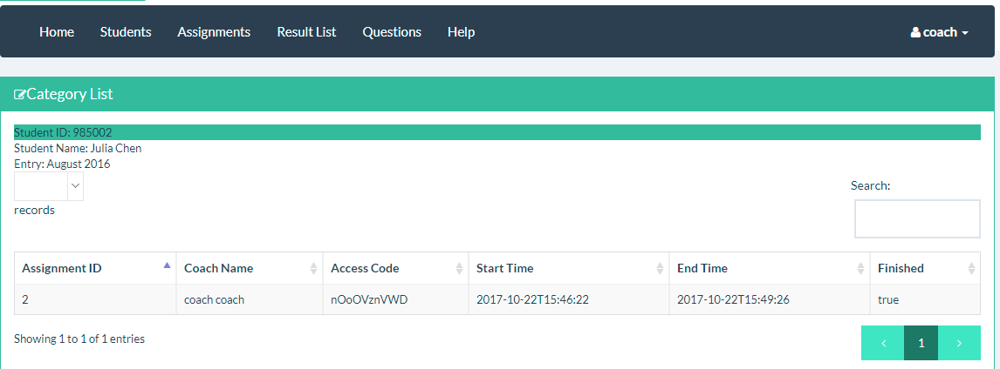 Home Students Assignments Result List Questions Help coach
Category List
Student ID: 985002
Student Name: Julia Chen
Entry: August 2016
Search:
records
Assignment ID Coach Name Access Code Start Time End Time Finished
2 coach coach nOoOVznVWD 2017-10-22T15:46:22 2017-10-22T15:49:26 true
Showing 1 to 1 of 1 entries
1